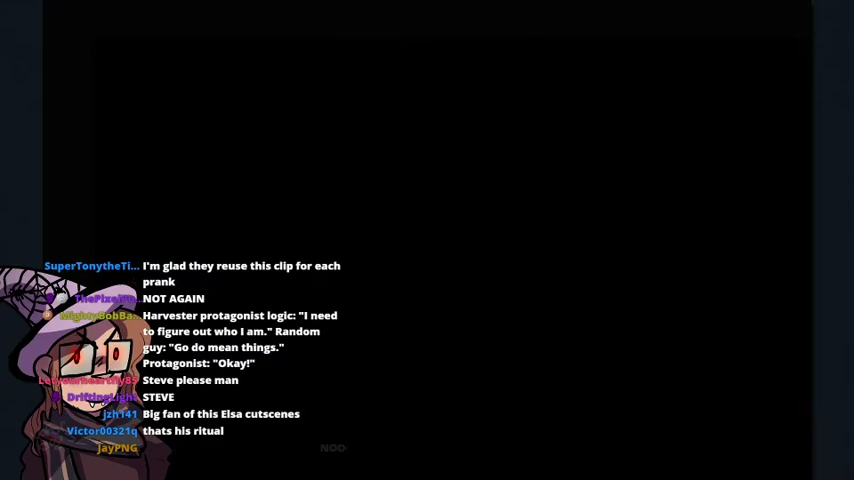 SuperTonytheTi... I'm glad they reuse this clip for each
prank
NOT AGAIN
MightyBobBa... Harvester protagonist logic: "I need
to figure out who I am." Random
guy: "Go do mean things."
Protagonist: "Okay!"
Steve please man
DriftingLight STEVE
jzh141 Big fan of this Elsa cutscenes
Victor00321q thats his ritual
JayPNG NOO